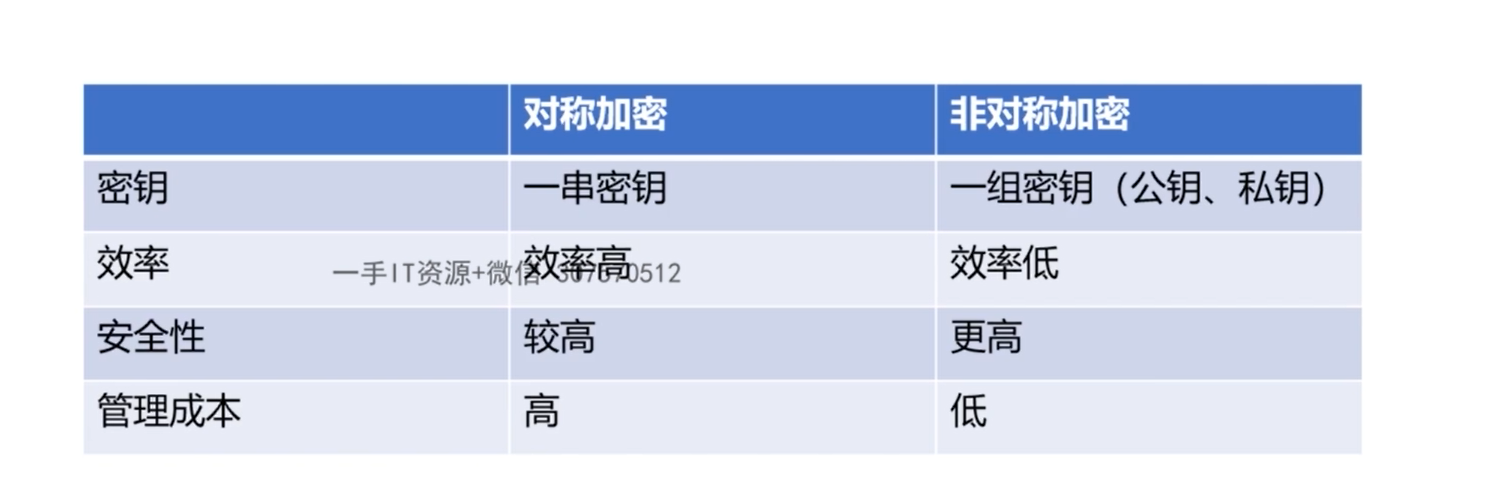 对称加密 非对称加密
密钥 一串密钥 一组密钥（公钥、私钥）
效率 效率高 效率低
一手IT资源+微信 0512
安全性 较高 更高
管理成本 高 低